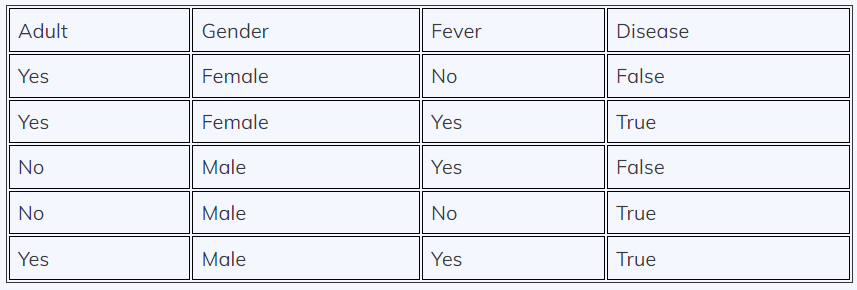 Adult Gender Fever Disease
Yes Female No False
Yes Female Yes True
No Male Yes False
No Male No True
Yes Male Yes True